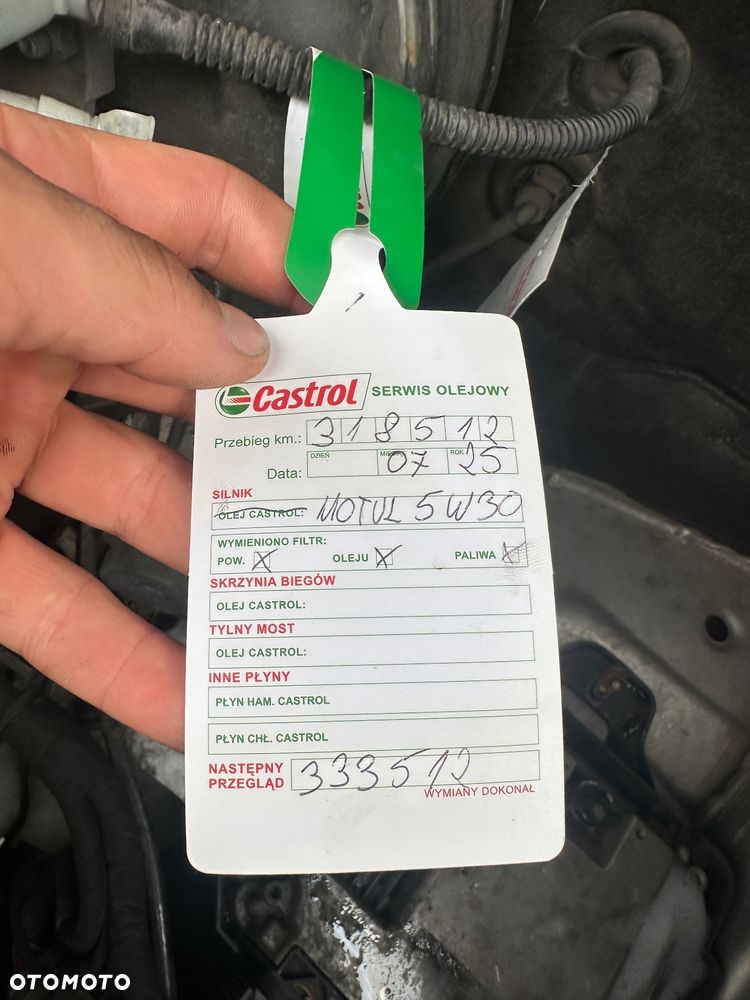 Castrol SERWIS OLEJOWY
Przebieg km.: 318512
DZIEŃ ROK
Data: 07 25
SILNIK
OLEJ CASTROL: MOTUL 5W30
WYMIENIONO FILTR:
POW. X OLEJU X PALIWA X
SKRZYNIA BIEGÓW
OLEJ CASTROL:
TYLNY MOST
OLEJ CASTROL:
INNE PŁYNY
PŁYN HAM. CASTROL
PŁYN CHŁ. CASTROL
NASTĘPNY
PRZEGLĄD 333512
WYMIANY DOKONAŁ
OTOMOTO